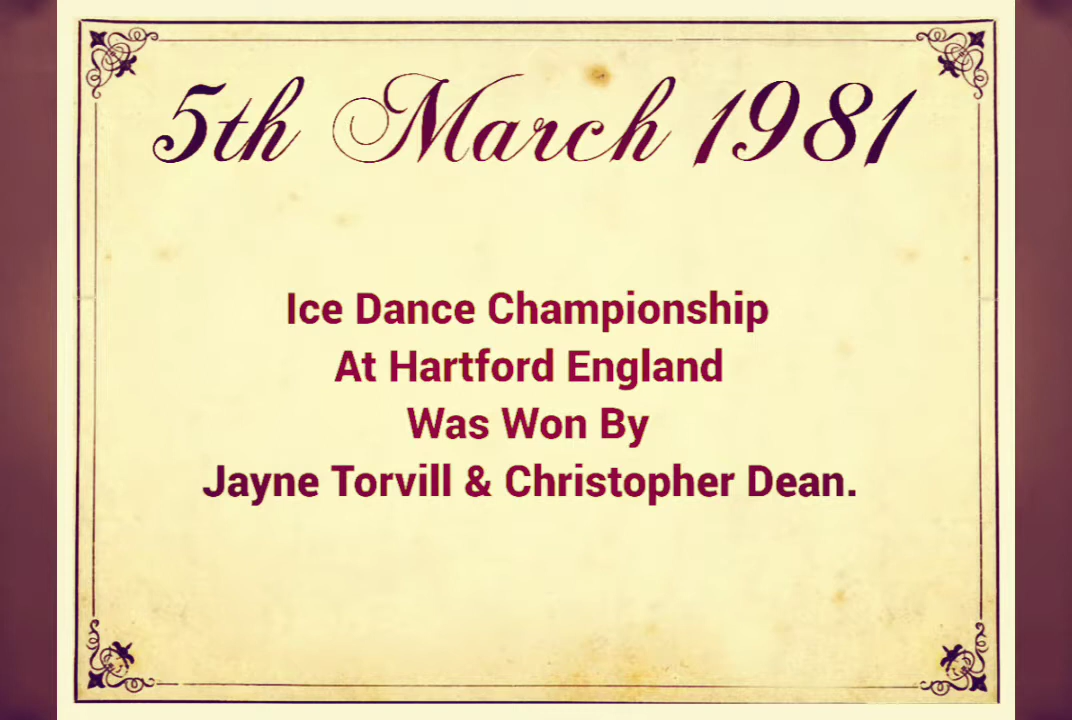 5th March 1981
Ice Dance Championship
At Hartford England
Was Won By
Jayne Torvill & Christopher Dean.